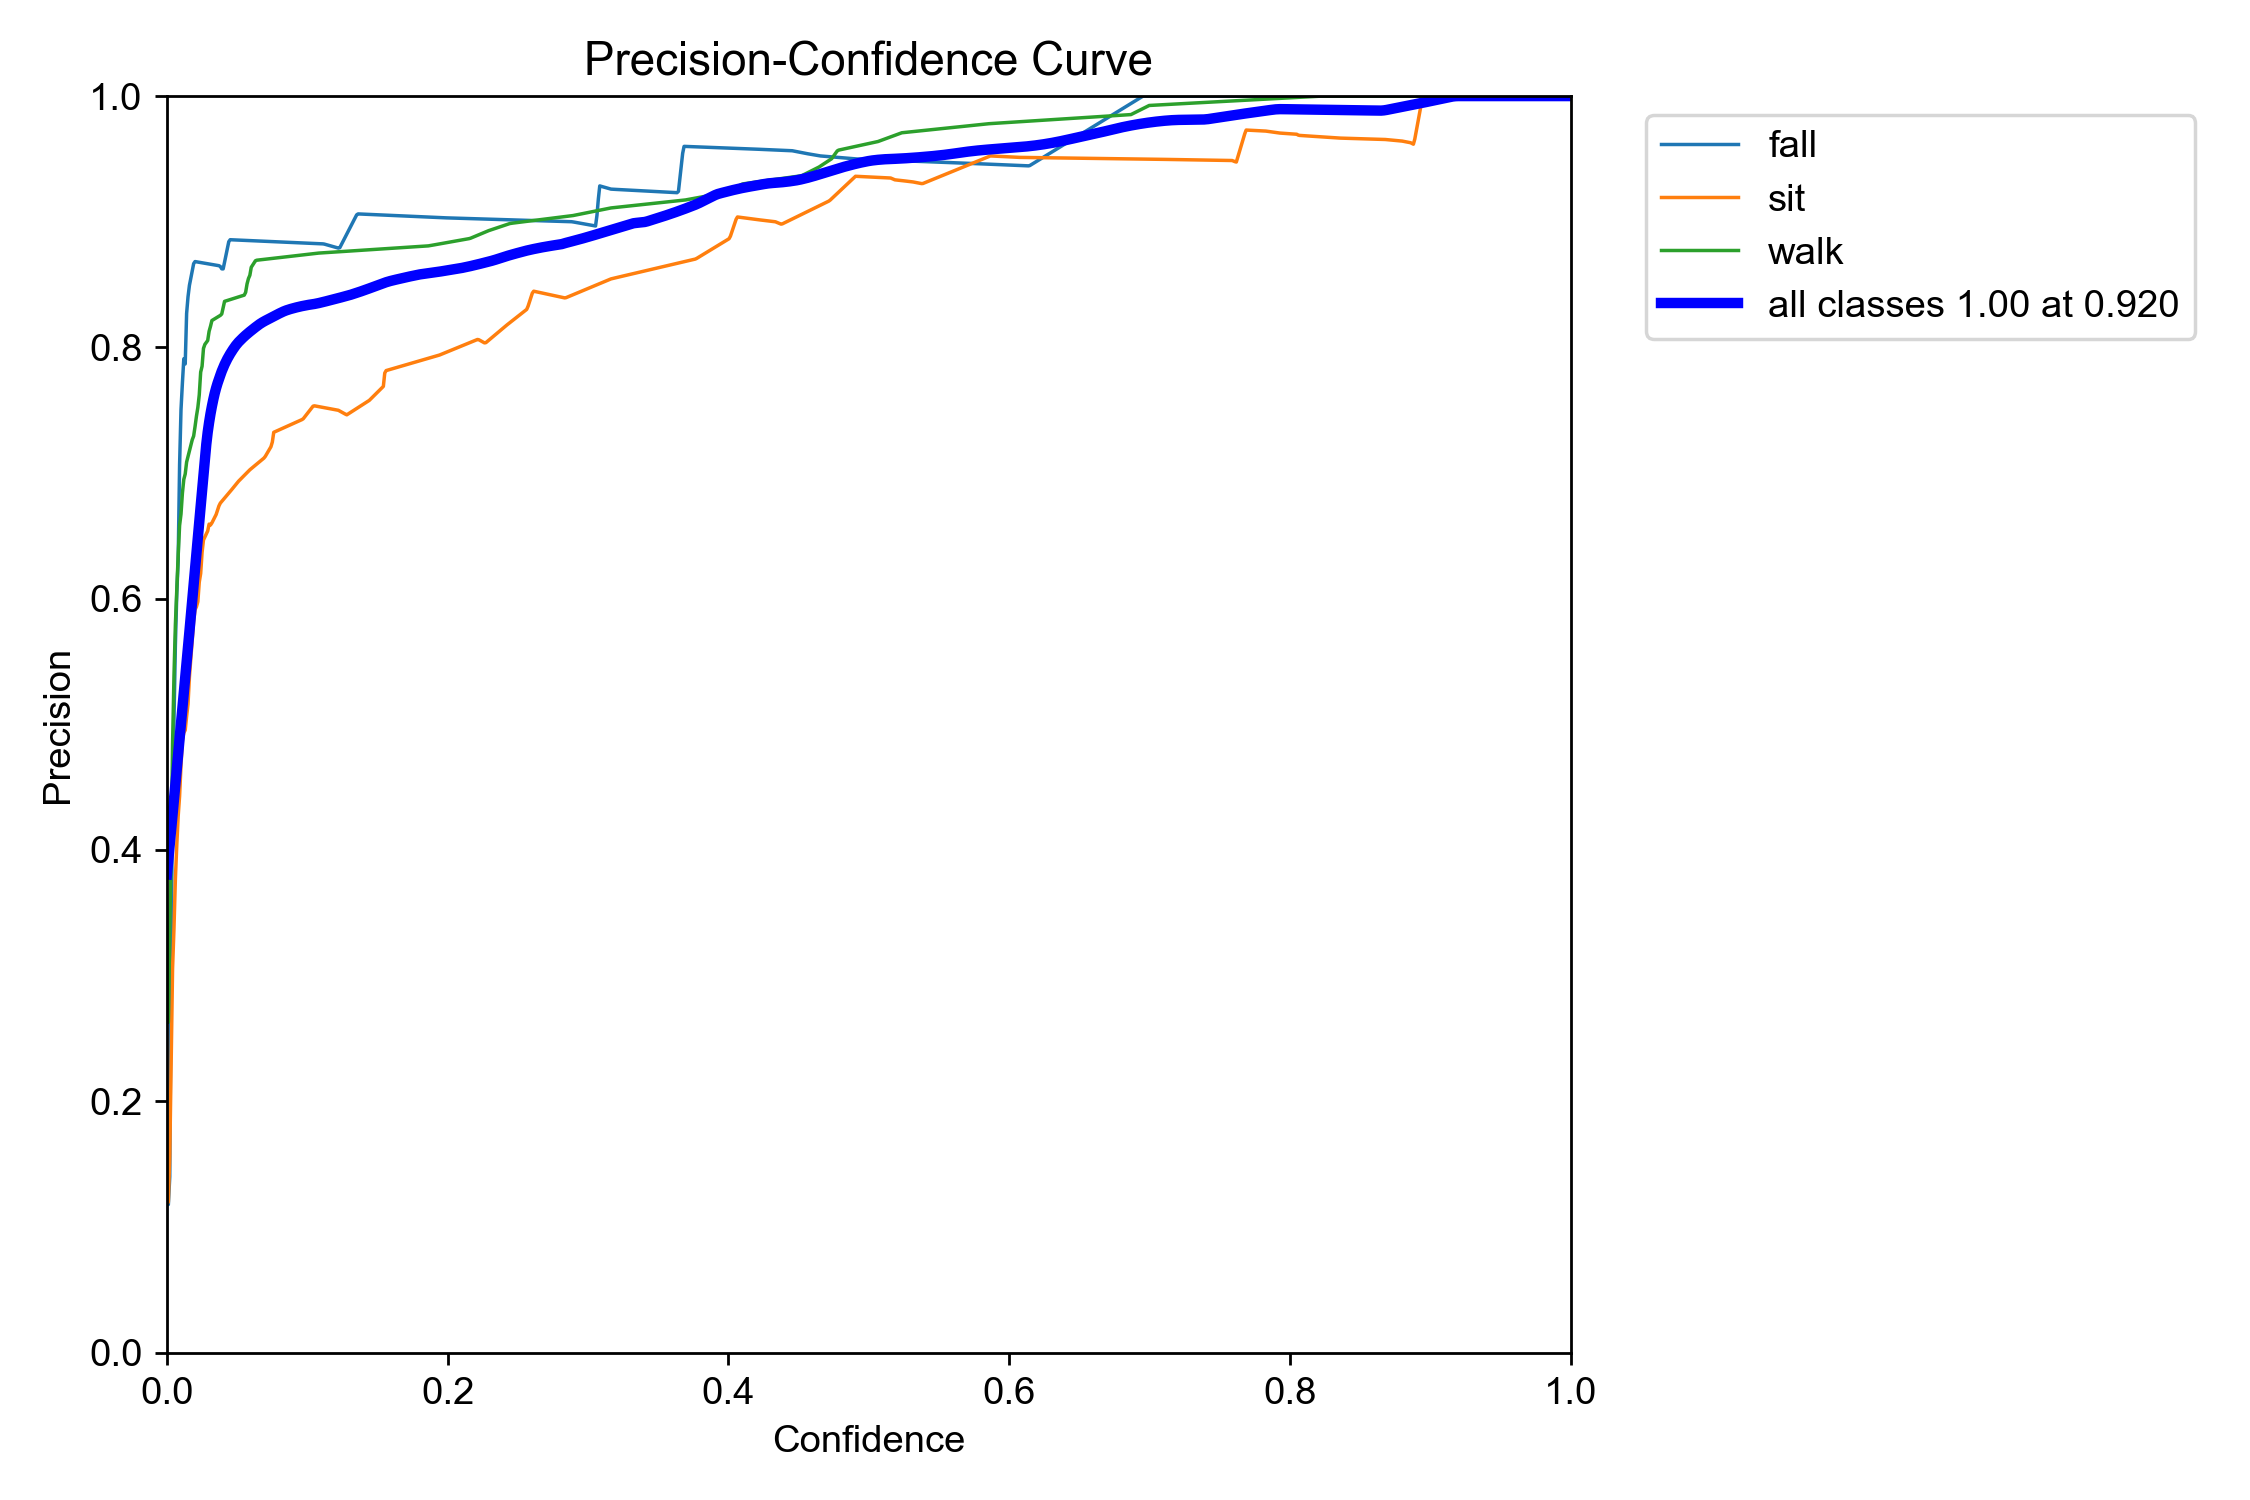 Precision-Confidence Curve
1.0
0.8
0.6
0.4
0.2
0.0
Precision
0.0 0.2 0.4 0.6 0.8 1.0
Confidence
fall
sit
walk
all classes 1.00 at 0.920